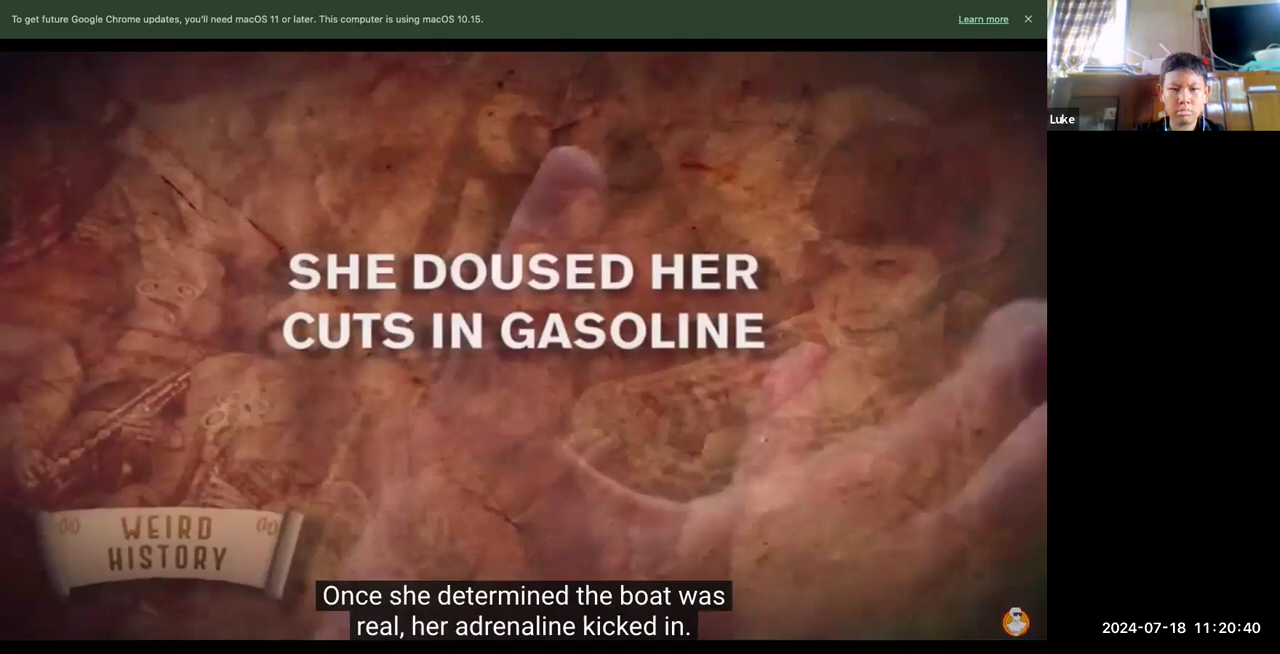 To get future Google Chrome updates, you'll need macOS 11 or later. This computer is using macOS 10.15.
Learn more
Luke
SHE DOUSED HER
CUTS IN GASOLINE
WEIRD
HISTORY
Once she determined the boat was
real, her adrenaline kicked in.
2024-07-18 11:20:40